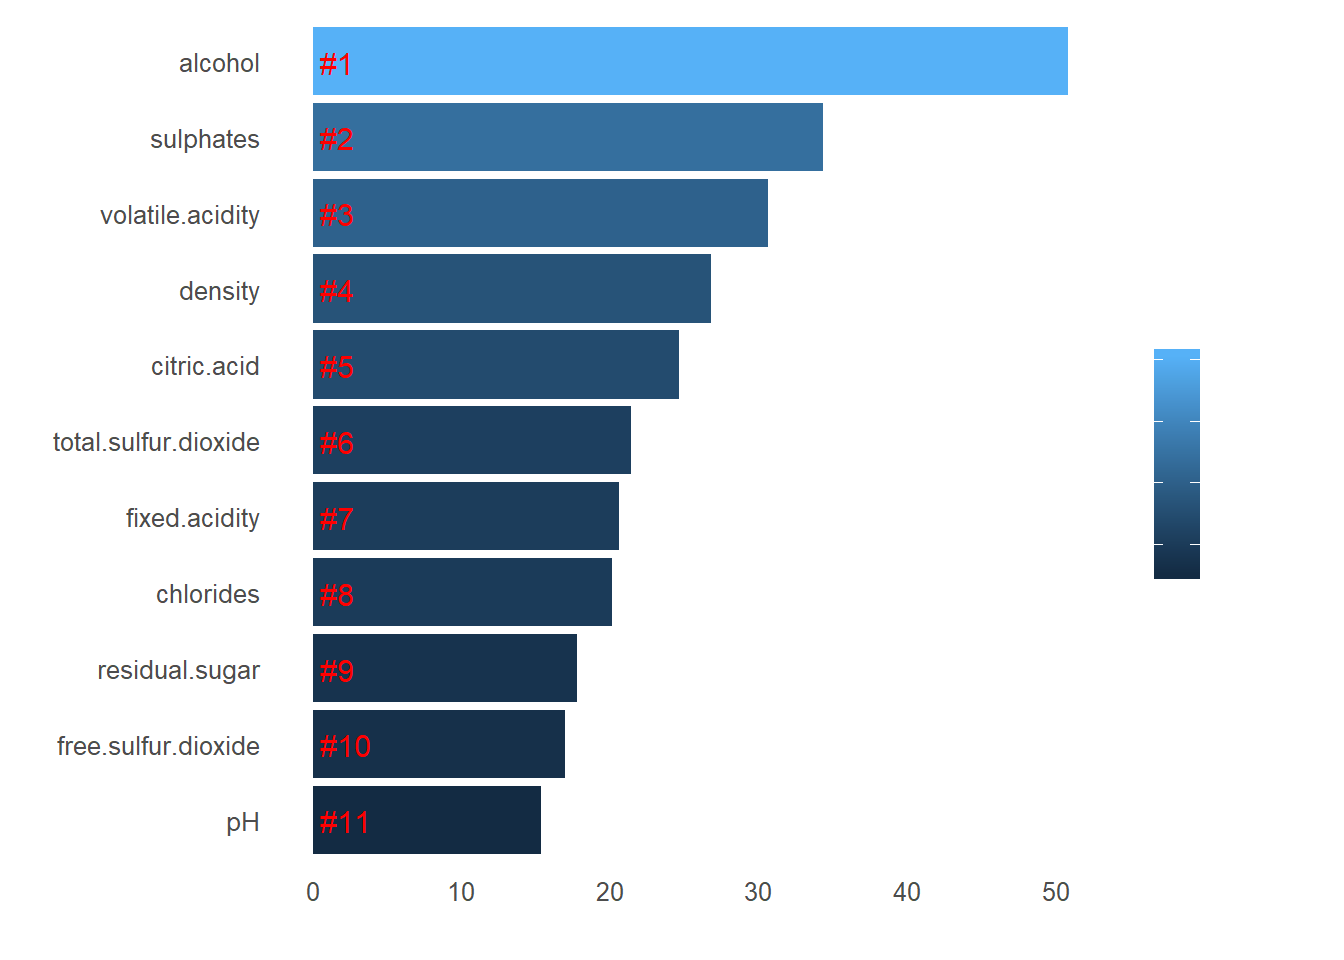 alcohol #1
sulphates #2
volatile.acidity #3
density #4
citric.acid #5
total.sulfur.dioxide #6
fixed.acidity #7
chlorides #8
residual.sugar #9
free.sulfur.dioxide #10
pH #11
0 10 20 30 40 50